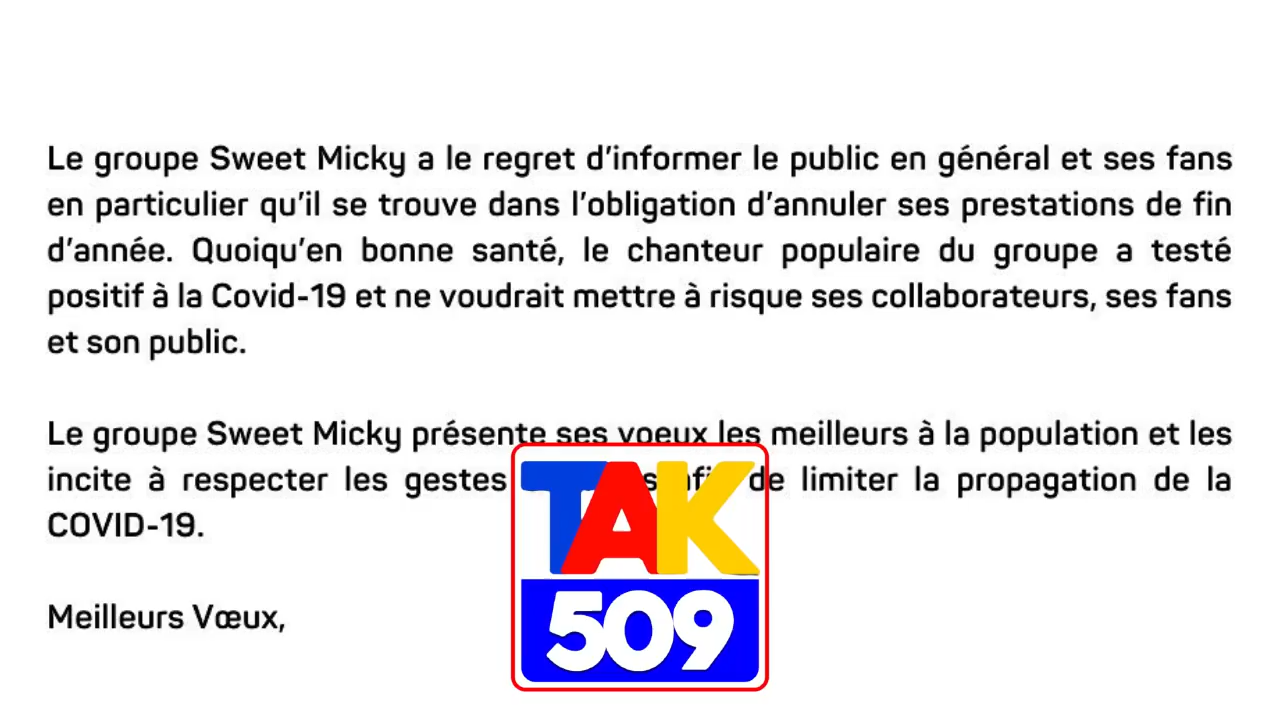 Le groupe Sweet Micky a le regret d’informer le public en général et ses fans
en particulier qu’il se trouve dans l’obligation d’annuler ses prestations de fin
d’année. Quoiqu’en bonne santé, le chanteur populaire du groupe a testé
positif à la Covid-19 et ne voudrait mettre à risque ses collaborateurs, ses fans
et son public.
Le groupe Sweet Micky présente ses voeux les meilleurs à la population et les
incite à respecter les gestes afin de limiter la propagation de la
COVID-19.
TAK
509
Meilleurs Vœux,